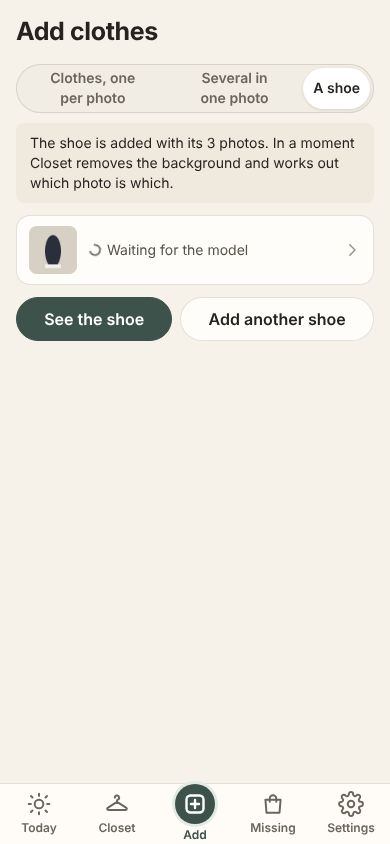 Add clothes
Clothes, one
per photo
Several in
one photo
A shoe
The shoe is added with its 3 photos. In a moment
Closet removes the background and works out
which photo is which.
Waiting for the model
See the shoe
Add another shoe
Today
Closet
Add
Missing
Settings